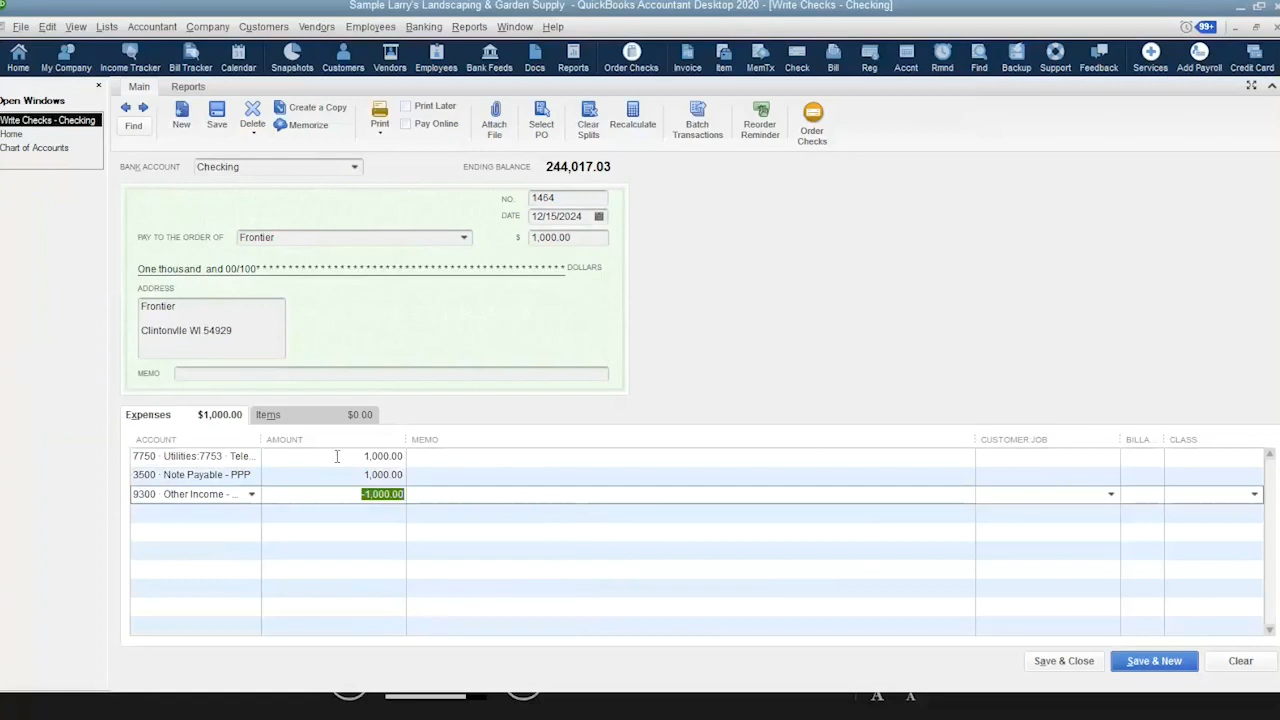 Sample Larry's Landscaping & Garden Supply - QuickBooks Accountant Desktop 2020 - [Write Checks - Checking]
File Edit View Lists Accountant Company Customers Vendors Employees Banking Reports Window Help 99+
Home My Company Income Tracker Bill Tracker Calendar Snapshots Customers Vendors Employees Bank Feeds Docs Reports Order Checks Invoice Item MemTx Check Bill Reg Accnt Rmnd Find Backup Support Feedback Services Add Payroll Credit Card
Open Windows
Write Checks - Checking
Home
Chart of Accounts
Main Reports
Find
New
Save
Delete
Create a Copy
Memorize
Print
Print Later
Pay Online
Attach
File
Select
PO
Clear
Splits
Recalculate
Batch
Transactions
Reorder
Reminder
Order
Checks
BANK ACCOUNT Checking ENDING BALANCE 244,017.03
NO. 1464
DATE 12/15/2024
PAY TO THE ORDER OF Frontier $ 1,000.00
One thousand and 00/100* * * * * * * * * * * * * * * * * * * * * * * * * * * * * * * * * * * * * * * * * * * * * * DOLLARS
ADDRESS
Frontier
Clintonvlle WI 54929
MEMO
Expenses $1,000.00 Items $0.00
ACCOUNT AMOUNT MEMO CUSTOMER:JOB BILLA... CLASS
7750 · Utilities:7753 · Tele... 1,000.00
3500 · Note Payable - PPP 1,000.00
9300 · Other Income - ... -1,000.00
Save & Close Save & New Clear
A A